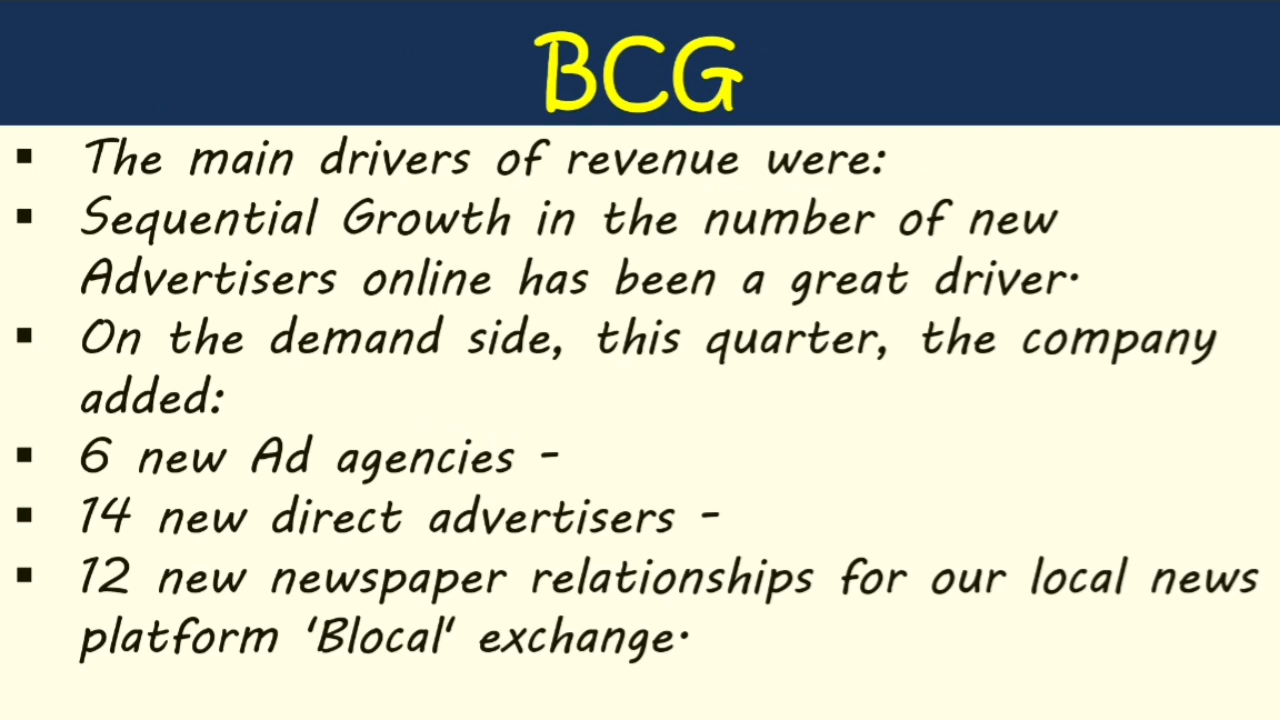 BCG
▪ The main drivers of revenue were:
▪ Sequential Growth in the number of new
Advertisers online has been a great driver·
▪ On the demand side, this quarter, the company
added:
▪ 6 new Ad agencies -
▪ 14 new direct advertisers -
▪ 12 new newspaper relationships for our local news
platform 'Blocal' exchange·